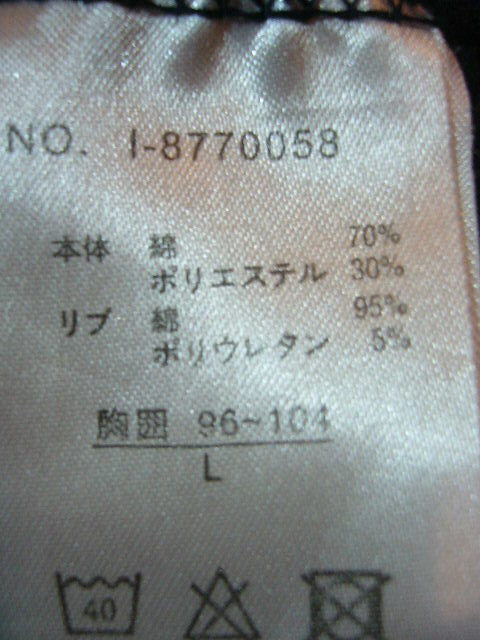 NO. I-8770058
本体 綿 70%
ポリエステル 30%
リブ 綿 95%
ポリウレタン 5%
胸囲 96~104
L
40